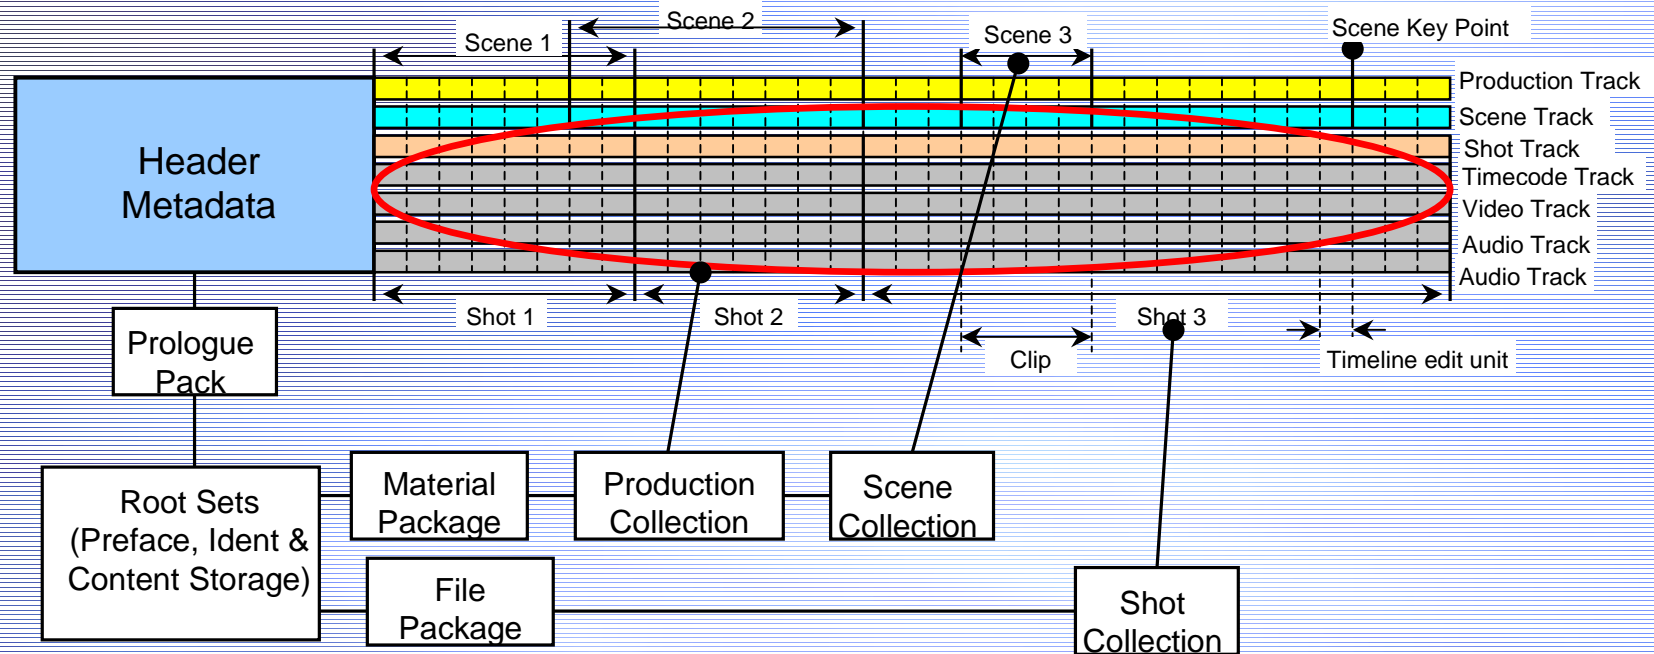 Scene 1
Scene 2
Scene 3
Scene Key Point
Header
Metadata
Production Track
Scene Track
Shot Track
Timecode Track
Video Track
Audio Track
Audio Track
Shot 1
Shot 2
Shot 3
Clip
Timeline edit unit
Prologue
Pack
Root Sets
(Preface, Ident &
Content Storage)
Material
Package
Production
Collection
Scene
Collection
File
Package
Shot
Collection